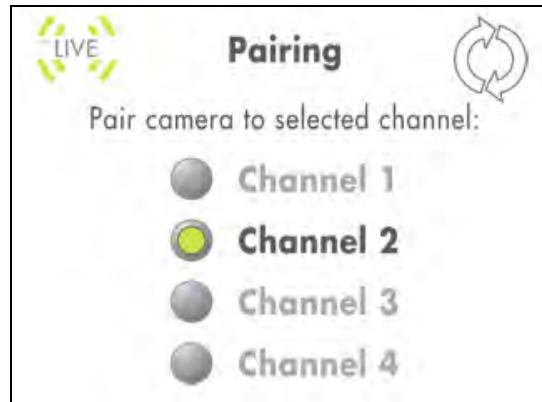 LIVE
Pairing
Pair camera to selected channel:
Channel 1
Channel 2
Channel 3
Channel 4